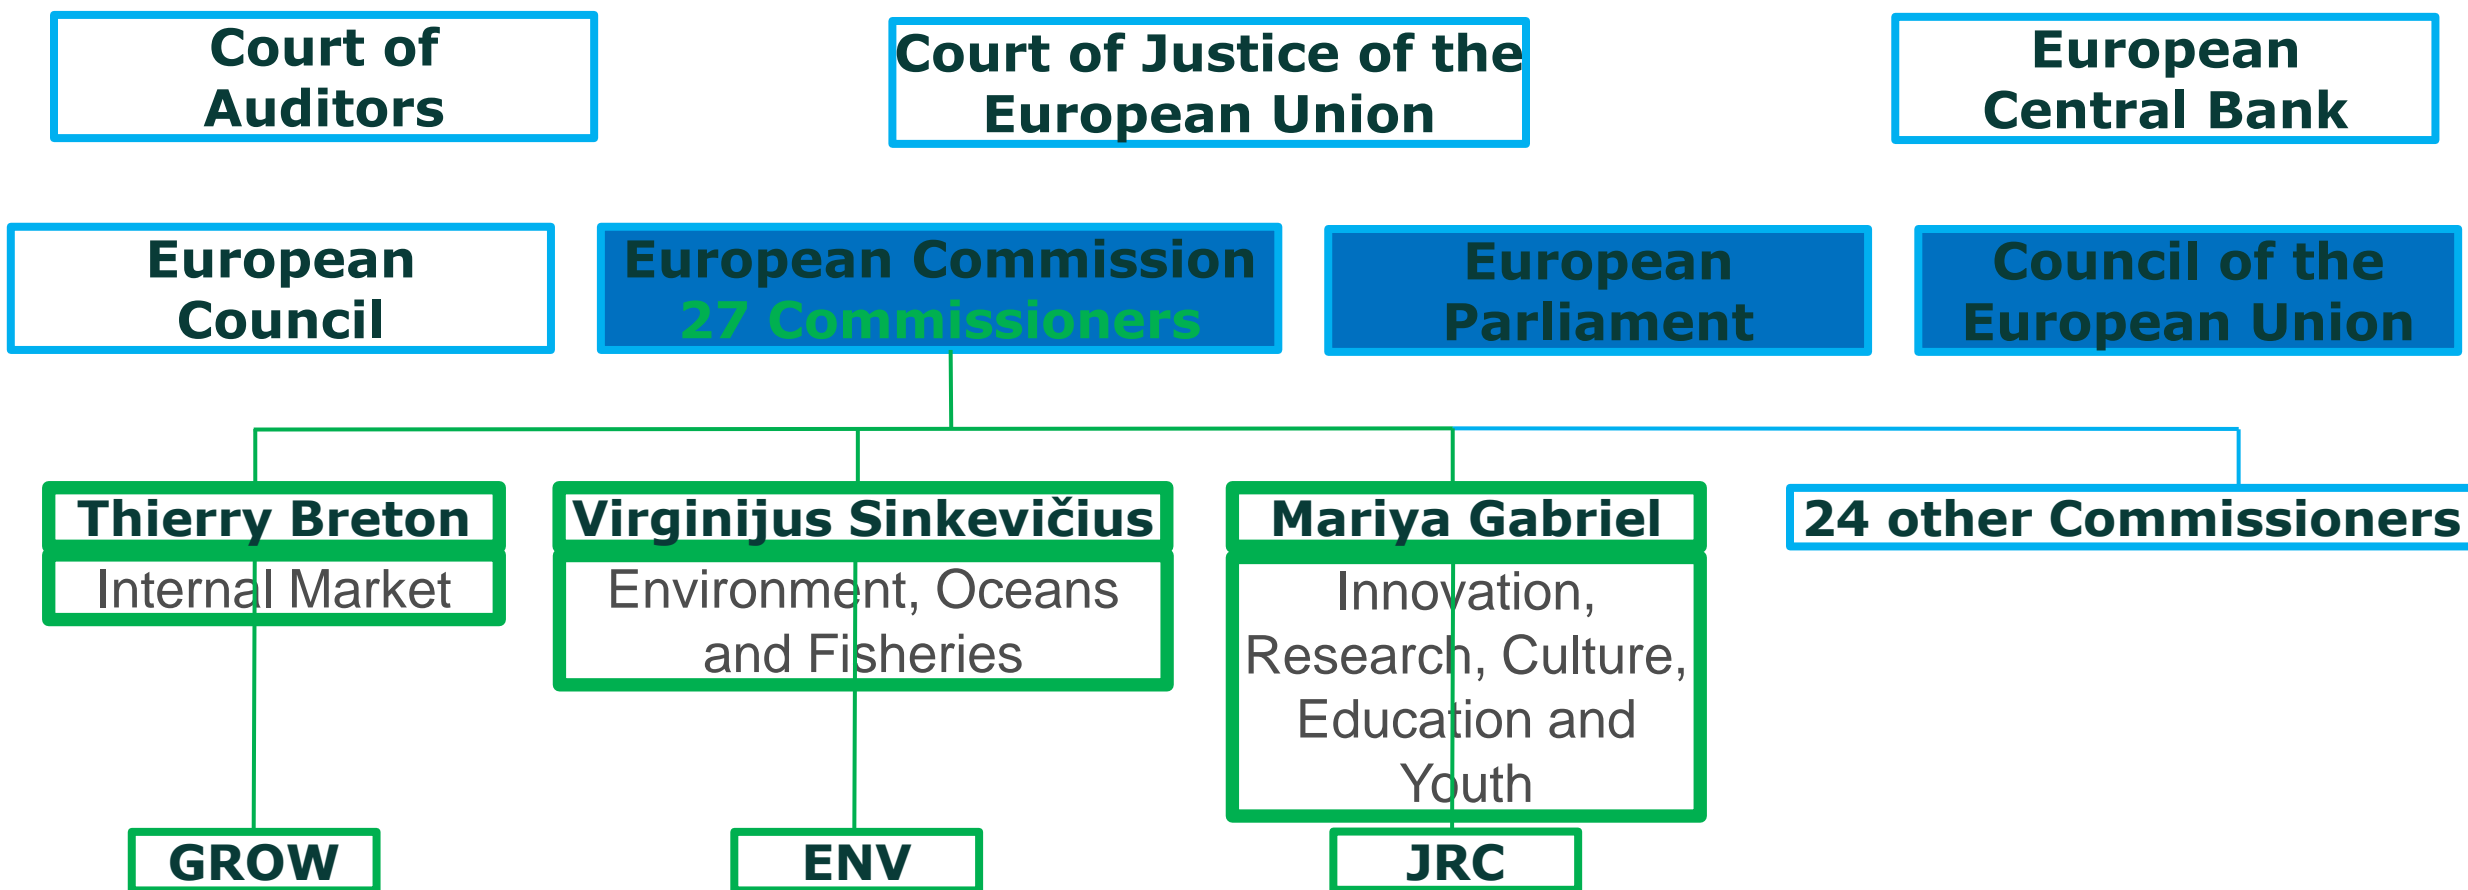 Court of
Auditors
Court of Justice of the
European Union
European
Central Bank
European
Council
European Commission
27 Commissioners
European
Parliament
Council of the
European Union
Thierry Breton
Internal Market
Virginijus Sinkevičius
Environment, Oceans
and Fisheries
Mariya Gabriel
Innovation,
Research, Culture,
Education and
Youth
24 other Commissioners
GROW
ENV
JRC